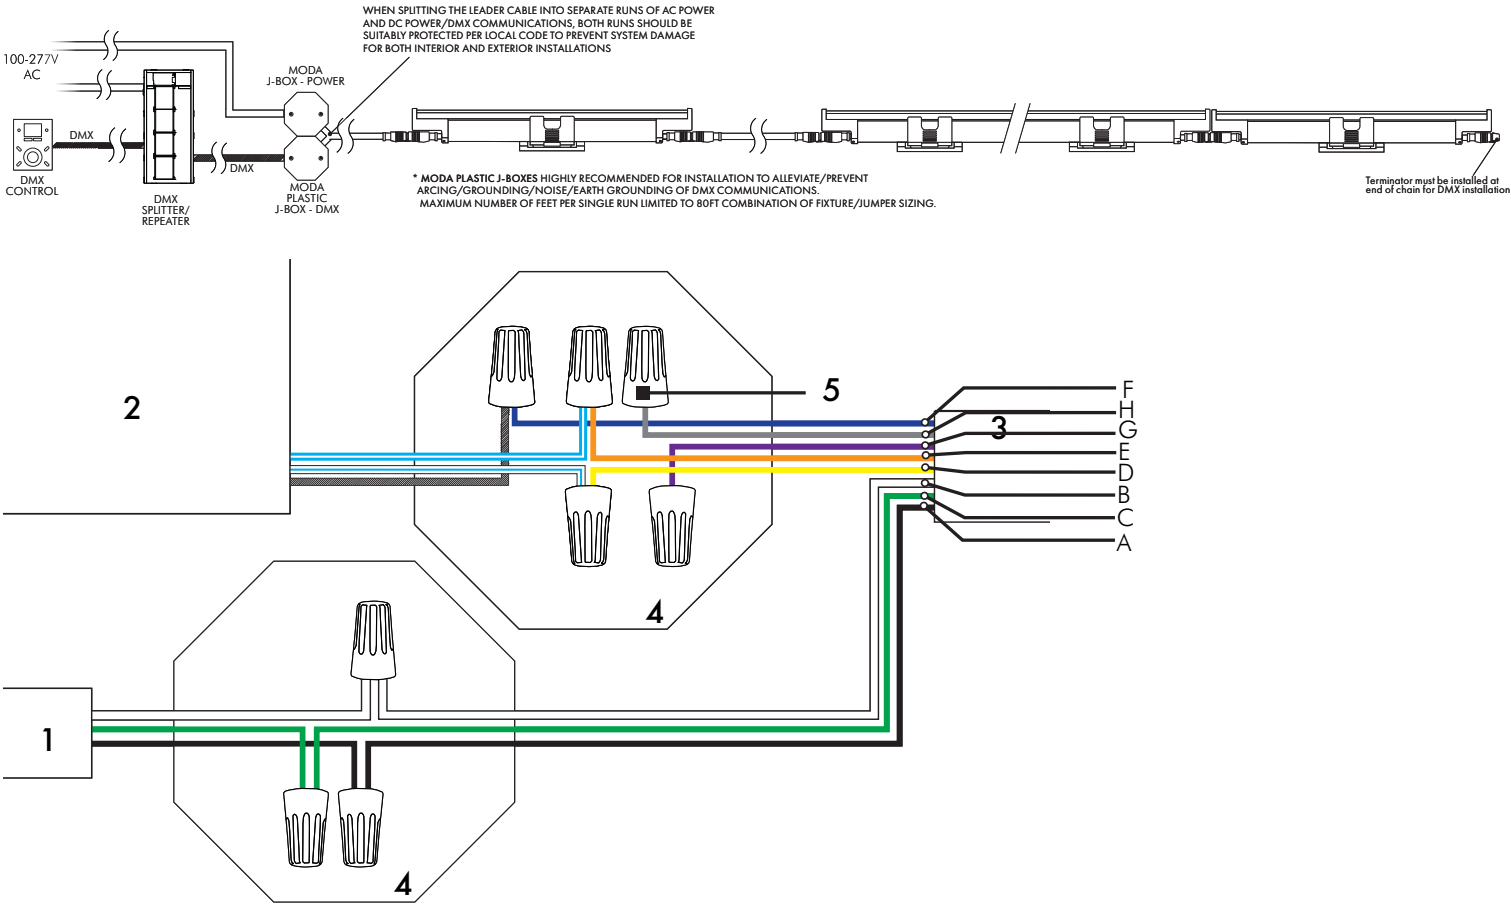 WHEN SPLITTING THE LEADER CABLE INTO SEPARATE RUNS OF AC POWER
AND DC POWER/DMX COMMUNICATIONS, BOTH RUNS SHOULD BE
SUITABLY PROTECTED PER LOCAL CODE TO PREVENT SYSTEM DAMAGE
FOR BOTH INTERIOR AND EXTERIOR INSTALLATIONS
100-277V
AC
MODA
J-BOX - POWER
DMX
DMX
CONTROL
DMX
SPLITTER/
REPEATER
DMX
MODA
PLASTIC
J-BOX - DMX
* MODA PLASTIC J-BOXES HIGHLY RECOMMENDED FOR INSTALLATION TO ALLEVIATE/PREVENT
ARCING/GROUNDING/NOISE/EARTH GROUNDING OF DMX COMMUNICATIONS.
MAXIMUM NUMBER OF FEET PER SINGLE RUN LIMITED TO 80FT COMBINATION OF FIXTURE/JUMPER SIZING.
Terminator must be installed at
end of chain for DMX installation
2
5
3
F
H
G
E
D
B
C
A
4
1
4